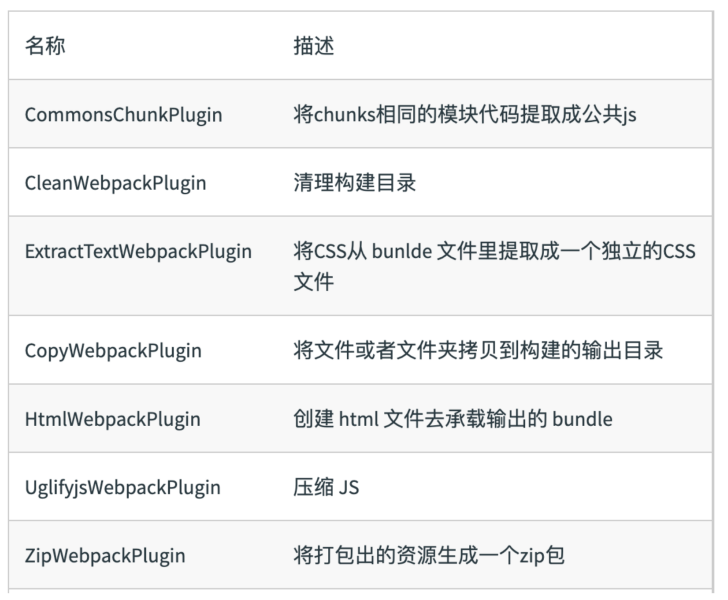 名称 描述
CommonsChunkPlugin 将chunks相同的模块代码提取成公共js
CleanWebpackPlugin 清理构建目录
ExtractTextWebpackPlugin 将CSS从 bunlde 文件里提取成一个独立的CSS
文件
CopyWebpackPlugin 将文件或者文件夹拷贝到构建的输出目录
HtmlWebpackPlugin 创建 html 文件去承载输出的 bundle
UglifyjsWebpackPlugin 压缩 JS
ZipWebpackPlugin 将打包出的资源生成一个zip包